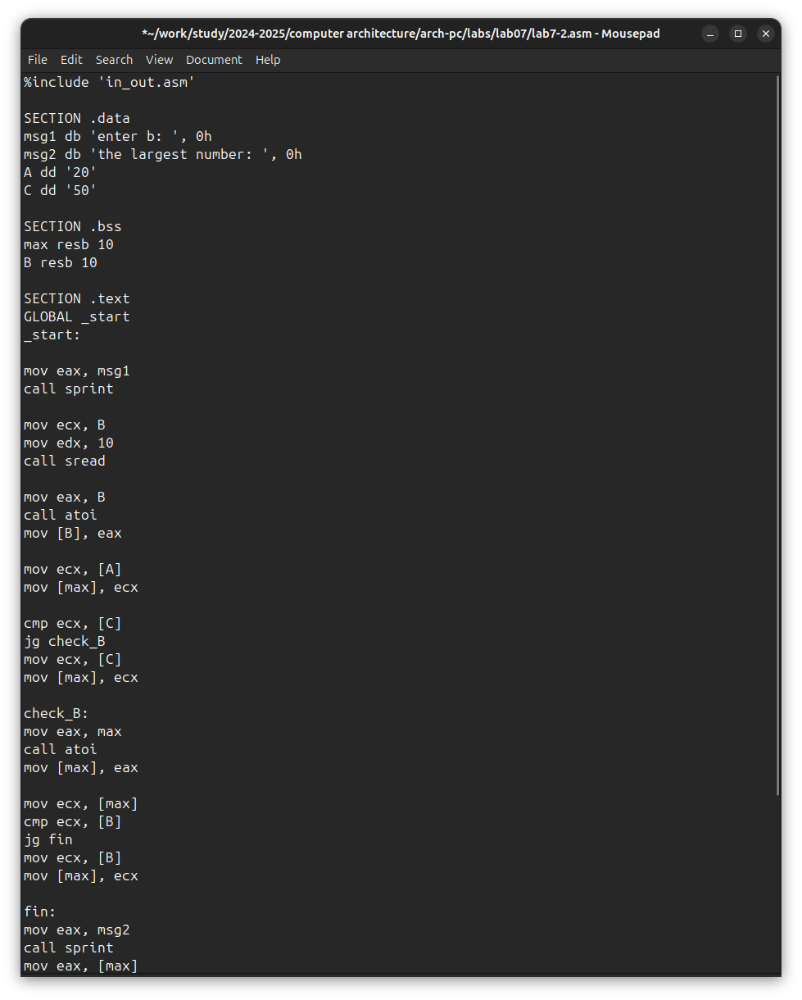 *~/work/study/2024-2025/computer architecture/arch-pc/labs/lab07/lab7-2.asm - Mousepad
File Edit Search View Document Help
%include 'in_out.asm'
SECTION .data
msg1 db 'enter b: ', 0h
msg2 db 'the largest number: ', 0h
A dd '20'
C dd '50'
SECTION .bss
max resb 10
B resb 10
SECTION .text
GLOBAL _start
_start:
mov eax, msg1
call sprint
mov ecx, B
mov edx, 10
call sread
mov eax, B
call atoi
mov [B], eax
mov ecx, [A]
mov [max], ecx
cmp ecx, [C]
jg check_B
mov ecx, [C]
mov [max], ecx
check_B:
mov eax, max
call atoi
mov [max], eax
mov ecx, [max]
cmp ecx, [B]
jg fin
mov ecx, [B]
mov [max], ecx
fin:
mov eax, msg2
call sprint
mov eax, [max]